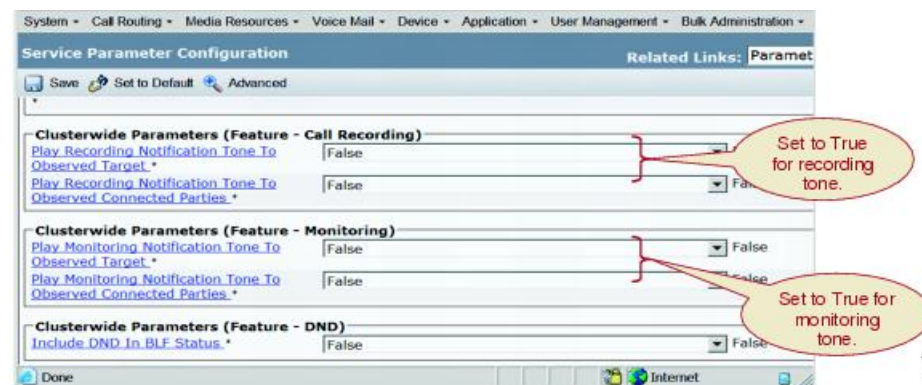 System Call Routing Media Resources Voice Mail Device Application User Management Bulk Administration
Service Parameter Configuration
Related Links: Paramet
Save Set to Default Advanced
*
Clusterwide Parameters (Feature - Call Recording)
Play Recording Notification Tone To
Observed Target *
False
Play Recording Notification Tone To
Observed Connected Parties *
False
Fa
Set to True
for recording
tone.
Clusterwide Parameters (Feature - Monitoring)
Play Monitoring Notification Tone To
Observed Target *
False
False
Play Monitoring Notification Tone To
Observed Connected Parties *
False
False
Set to True for
monitoring
tone.
Clusterwide Parameters (Feature - DND)
Include DND In BLF Status *
False
False
Done
Internet